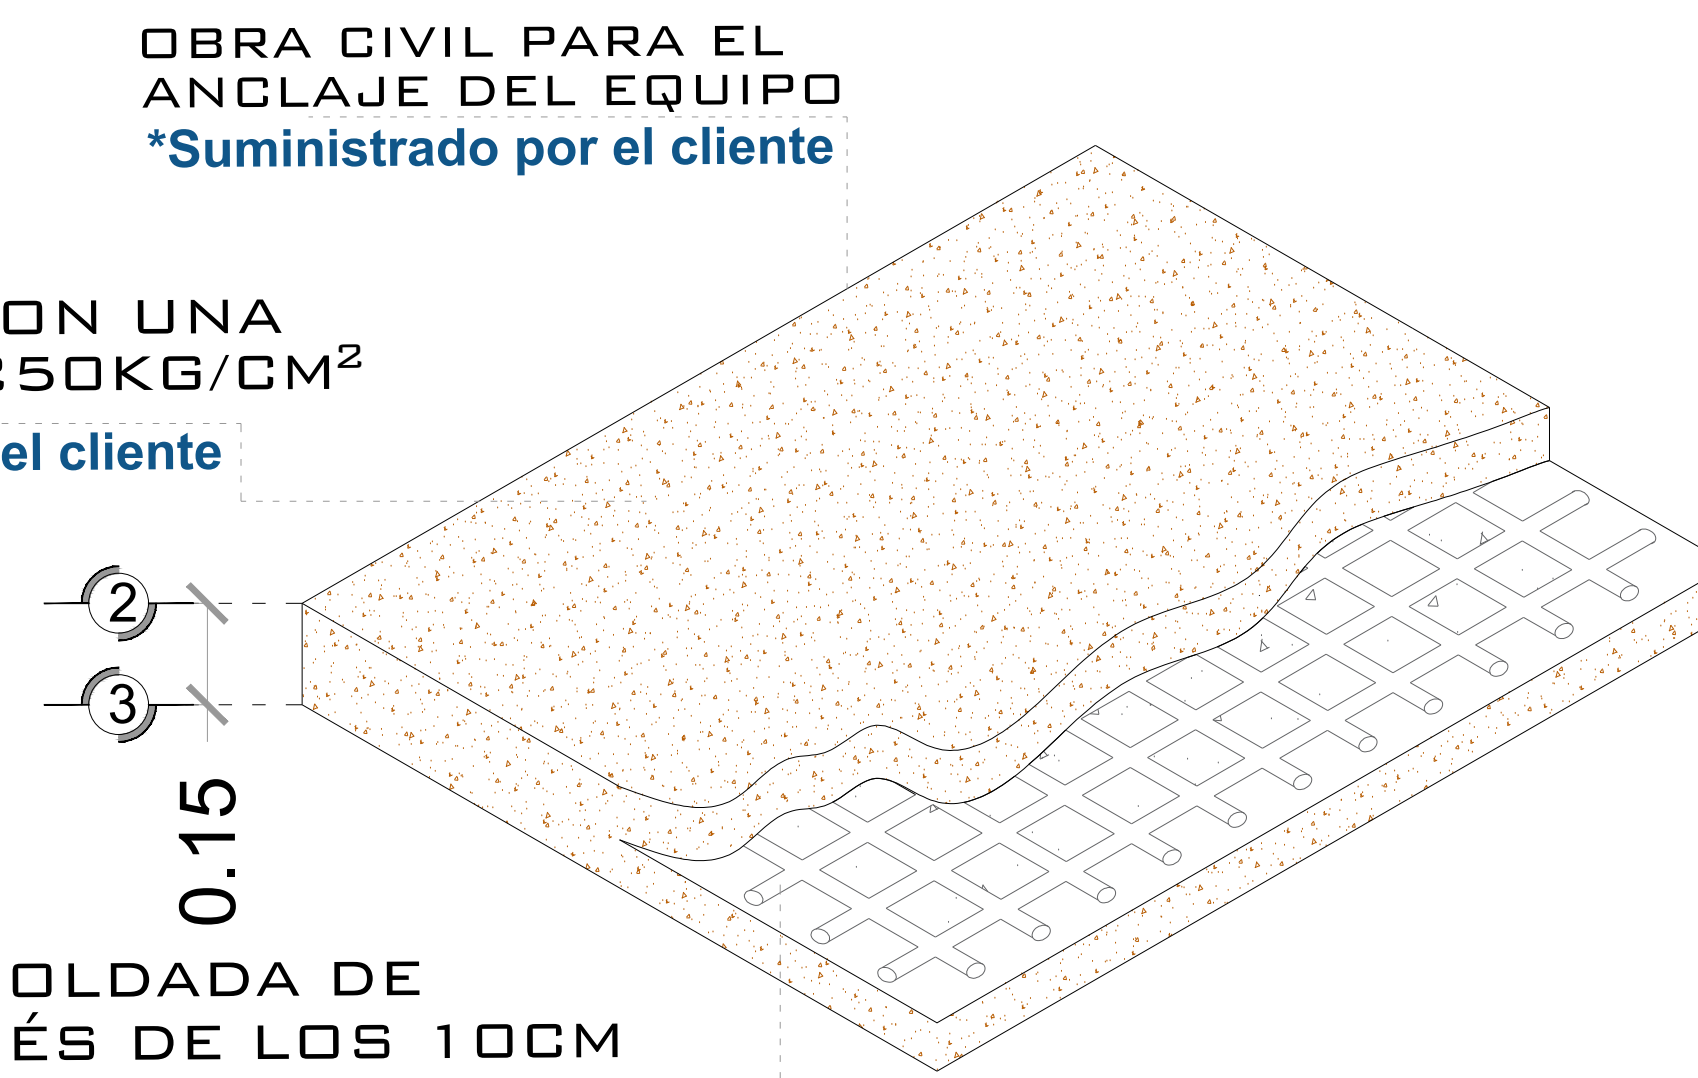 OBRA CIVIL PARA EL
ANCLAJE DEL EQUIPO
*Suministrado por el cliente
ON UNA
250KG/CM²
el cliente
2
3
0.15
OLDADA DE
ÉS DE LOS 10CM